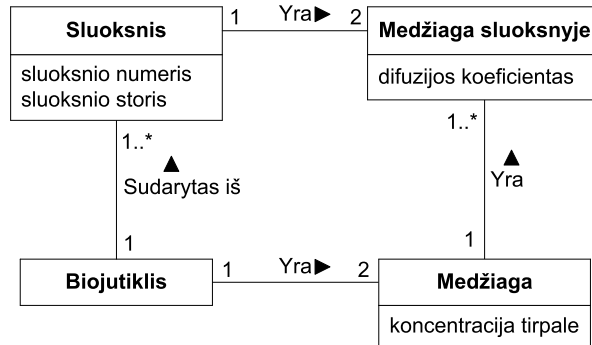 Sluoksnis
sluoksnio numeris
sluoksnio storis
1 Yra▶ 2
Medžiaga sluoksnyje
difuzijos koeficientas
1..*
▲
Sudarytas iš
1
1..*
▲
Yra
1
Biojutiklis
1 Yra▶ 2
Medžiaga
koncentracija tirpale